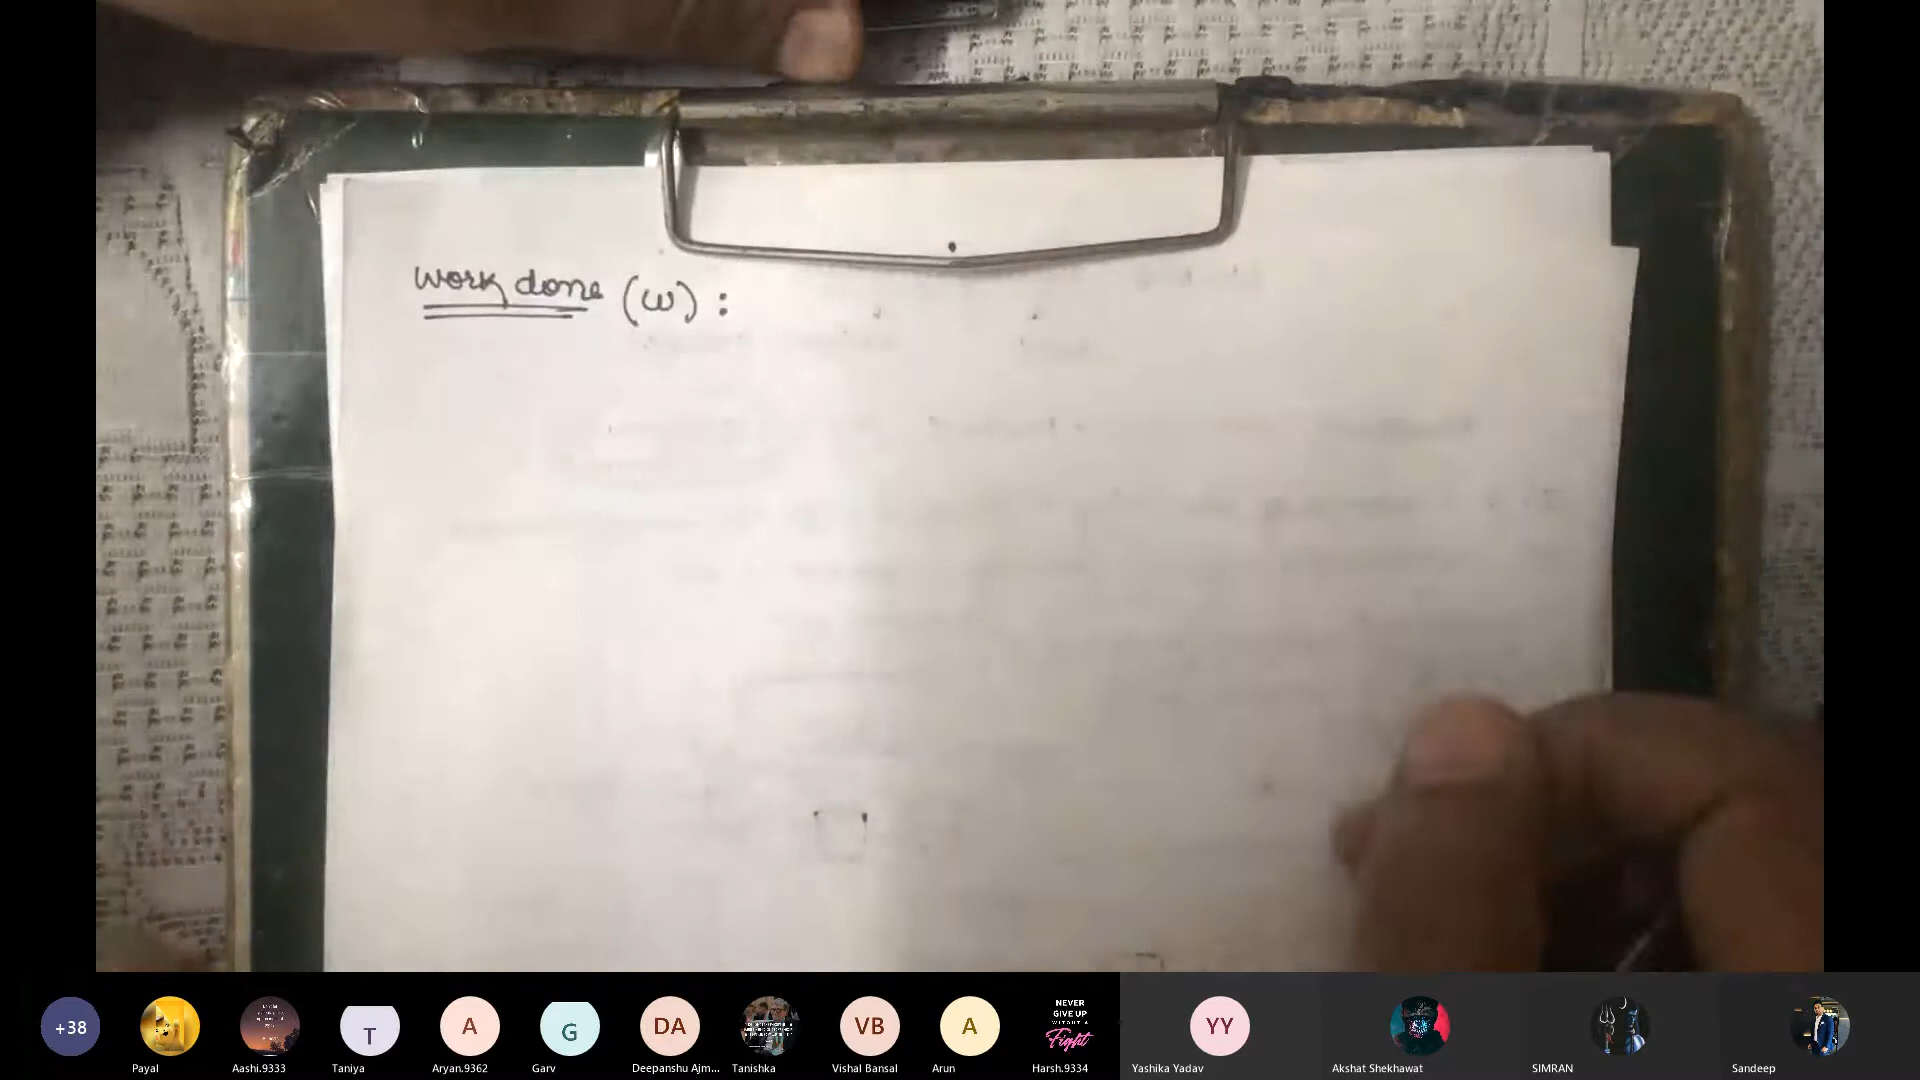 work done (w) :
+38
T
A
G
DA
VB
A
NEVER
GIVE UP
WITHOUT A
Fight
YY
Payal
Aashi.9333
Taniya
Aryan.9362
Garv
Deepanshu Ajm...
Tanishka
Vishal Bansal
Arun
Harsh.9334
Yashika Yadav
Akshat Shekhawat
SIMRAN
Sandeep